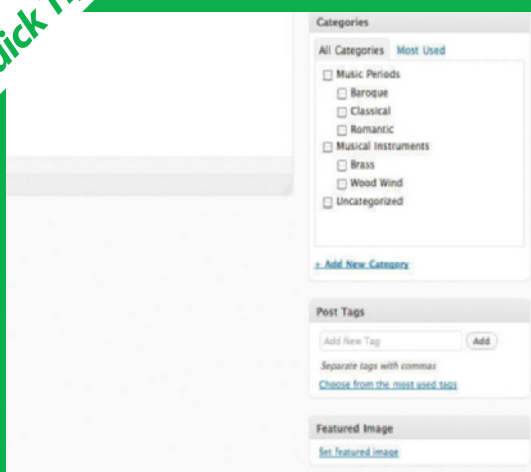 Categories
All Categories Most Used
Music Periods
Baroque
Classical
Romantic
Musical Instruments
Brass
Wood Wind
Uncategorized
+ Add New Category
Post Tags
Add New Tag Add
Separate tags with commas
Choose from the most used tags
Featured Image
Set featured image